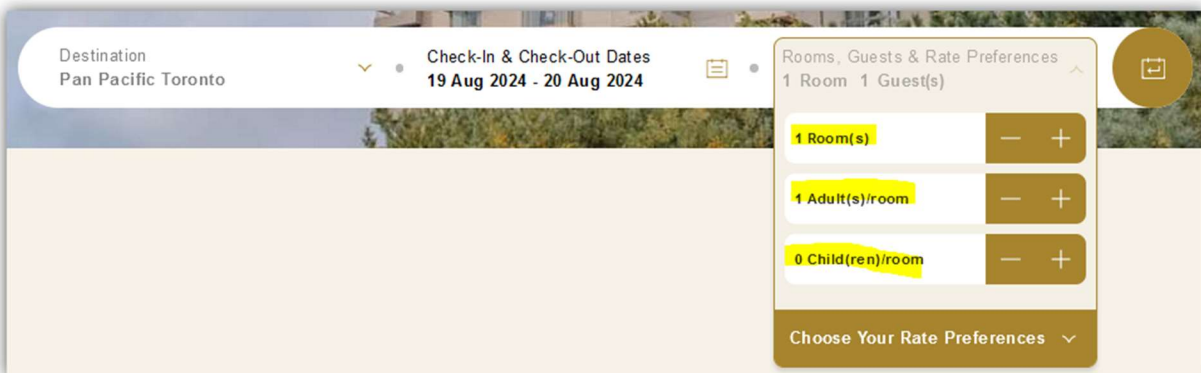 Destination
Pan Pacific Toronto
Check-In & Check-Out Dates
19 Aug 2024 - 20 Aug 2024
Rooms, Guests & Rate Preferences
1 Room 1 Guest(s)
1 Room(s)
1 Adult(s)/room
0 Child(ren)/room
Choose Your Rate Preferences